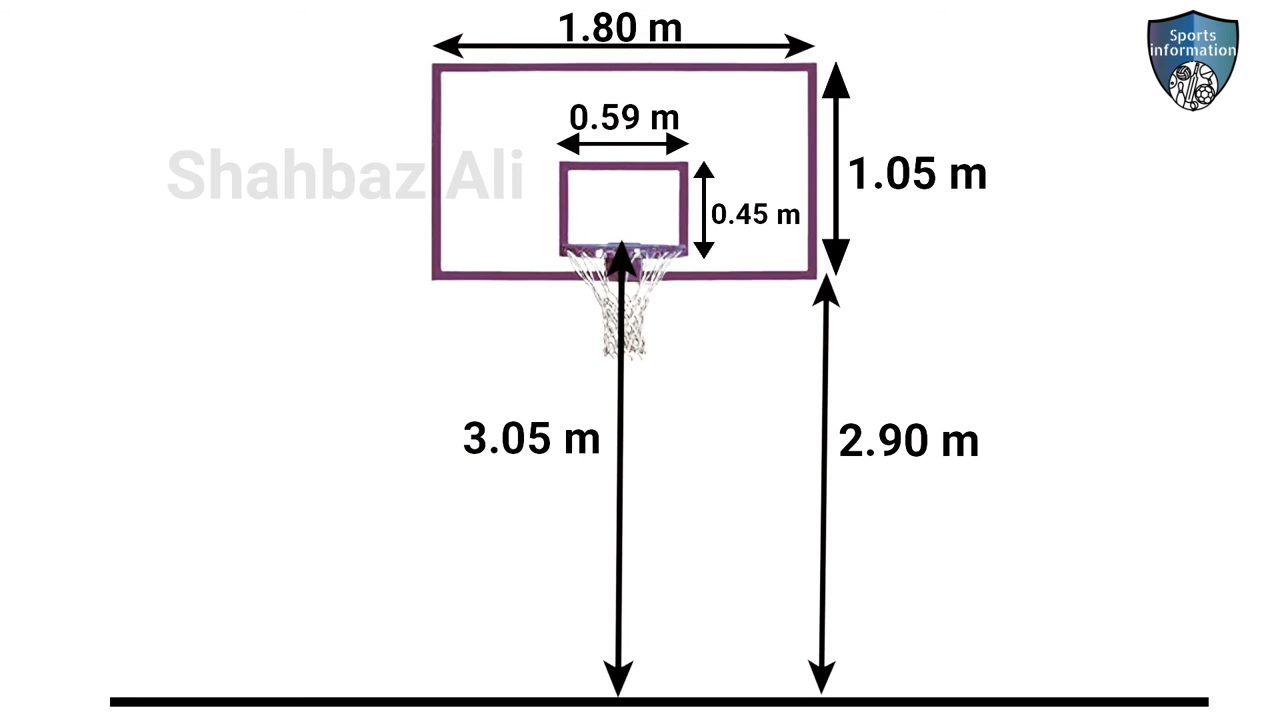 1.80 m
Sports
information
0.59 m
Shahbaz Ali
1.05 m
0.45 m
3.05 m
2.90 m